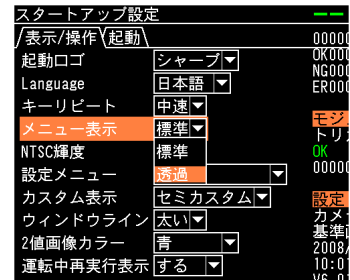 スタートアップ設定
表示/操作 起動
起動ロゴ シャープ
Language 日本語
キーリピート 中速
メニュー表示 標準
標準
透過
NTSC輝度
設定メニュー
カスタム表示 セミカスタム
ウィンドウライン 太い
2値画像カラー 青
運転中再実行表示 する
0000
OK000
NG000
ER000
モジ
トリガ
OK
0000
設定
カメ
基準画
2008/
10:0